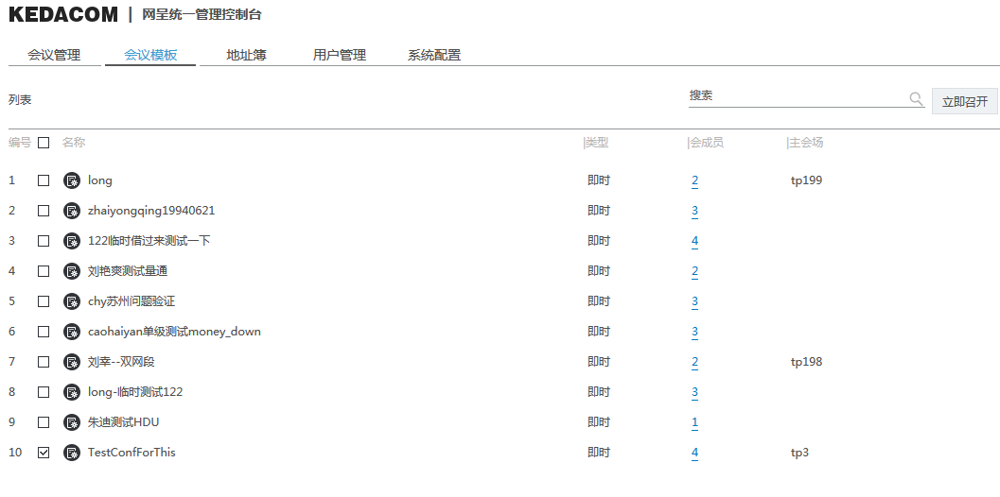 KEDACOM | 网呈统一管理控制台
会议管理 会议模板 地址簿 用户管理 系统配置
列表 搜索 立即召开
编号 名称 |类型 |会成员 |主会场
1 long 即时 2 tp199
2 zhaiyongqing19940621 即时 3
3 122临时借过来测试一下 即时 4
4 刘艳爽测试量通 即时 2
5 chy苏州问题验证 即时 3
6 caohaiyan单级测试money_down 即时 3
7 刘幸--双网段 即时 2 tp198
8 long-临时测试122 即时 3
9 朱迪测试HDU 即时 1
10 TestConfForThis 即时 4 tp3